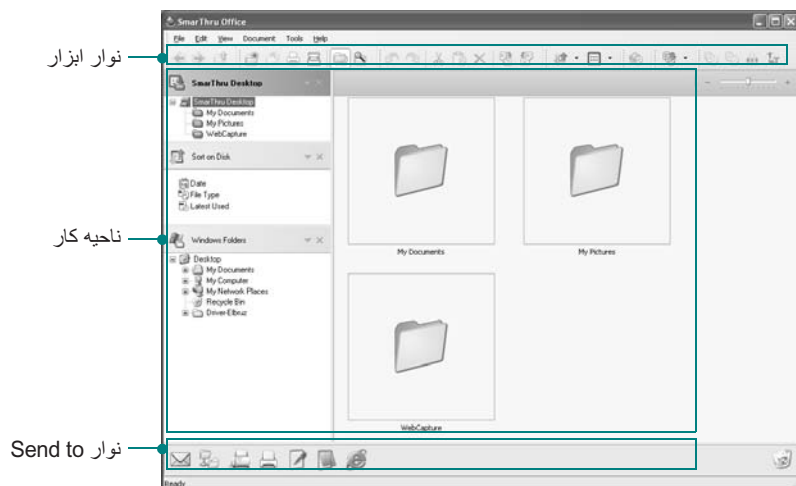 SmarThru Office
File Edit View Document Tools Help
نوار ابزار
SmarThru Desktop
SmarThru Desktop
My Documents
My Pictures
WebCapture
Sort on Disk
Date
File Type
Latest Used
ناحیه کار
Windows Folders
Desktop
My Documents
My Computer
My Network Places
Recycle Bin
Driver-Elbruz
My Documents
My Pictures
WebCapture
نوار Send to
Ready